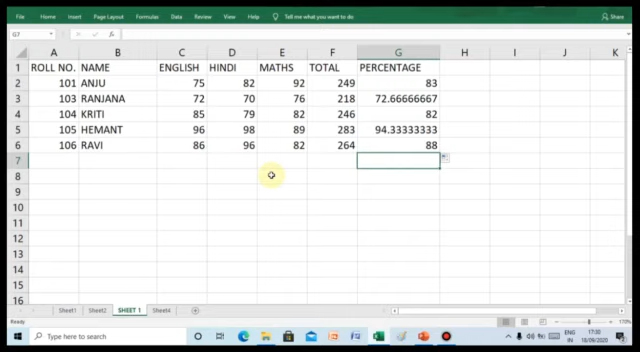 File Home Insert Page Layout Formulas Data Review View Help Tell me what you want to do Share
G7 fx
A B C D E F G H I J K
1 ROLL NO. NAME ENGLISH HINDI MATHS TOTAL PERCENTAGE
2 101 ANJU 75 82 92 249 83
3 103 RANJANA 72 70 76 218 72.66666667
4 104 KRITI 85 79 82 246 82
5 105 HEMANT 96 98 89 283 94.33333333
6 106 RAVI 86 96 82 264 88
7
8
9
10
11
12
13
14
15
16
Sheet1 Sheet2 SHEET 1 Sheet4
Ready 170%
Type here to search ENG 17:20
IN 18/09/2020